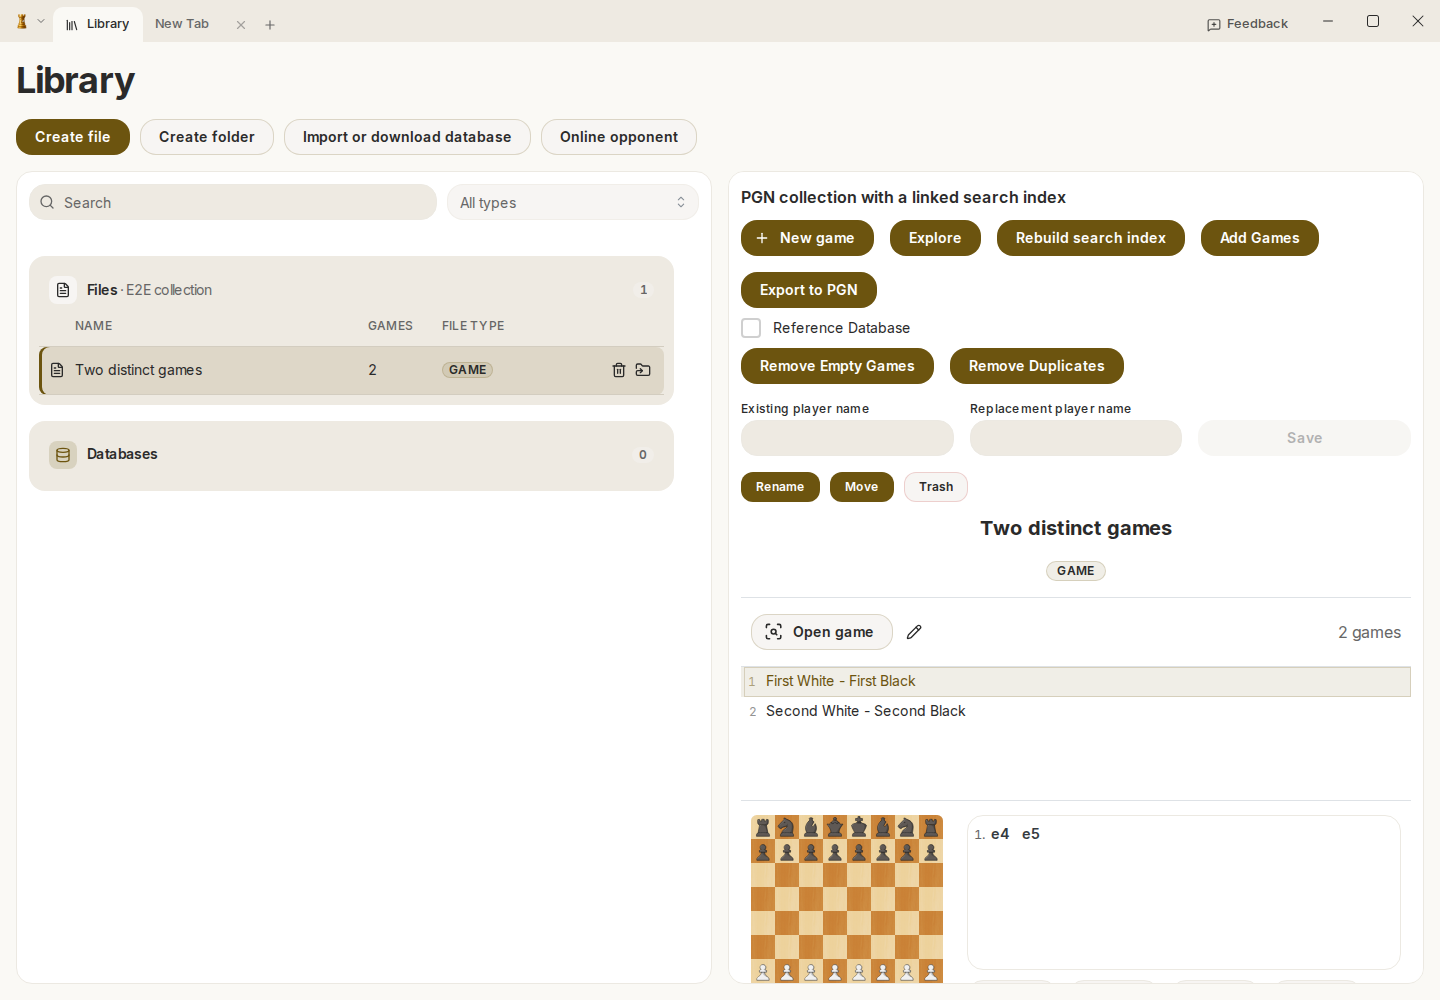 Library
New Tab
Feedback
Library
Create file
Create folder
Import or download database
Online opponent
Search
All types
Files · E2E collection
1
NAME
GAMES
FILE TYPE
Two distinct games
2
GAME
Databases
0
PGN collection with a linked search index
New game
Explore
Rebuild search index
Add Games
Export to PGN
Reference Database
Remove Empty Games
Remove Duplicates
Existing player name
Replacement player name
Save
Rename
Move
Trash
Two distinct games
GAME
Open game
2 games
1 First White - First Black
2 Second White - Second Black
1. e4 e5